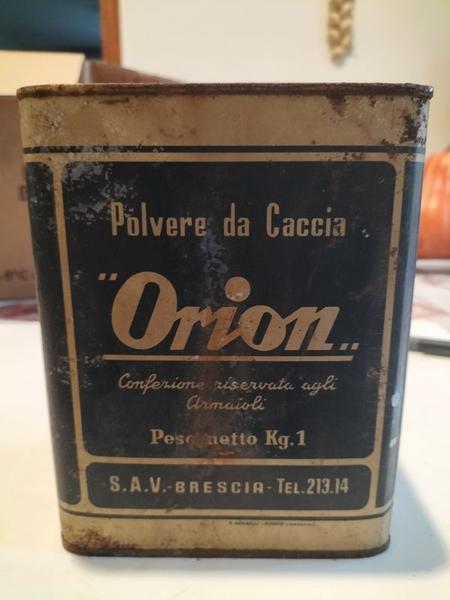 Polvere da Caccia
"Orion„
Confezione riservata agli
Armaioli
Peso netto Kg.1
S.A.V. - BRESCIA - TEL. 213.14